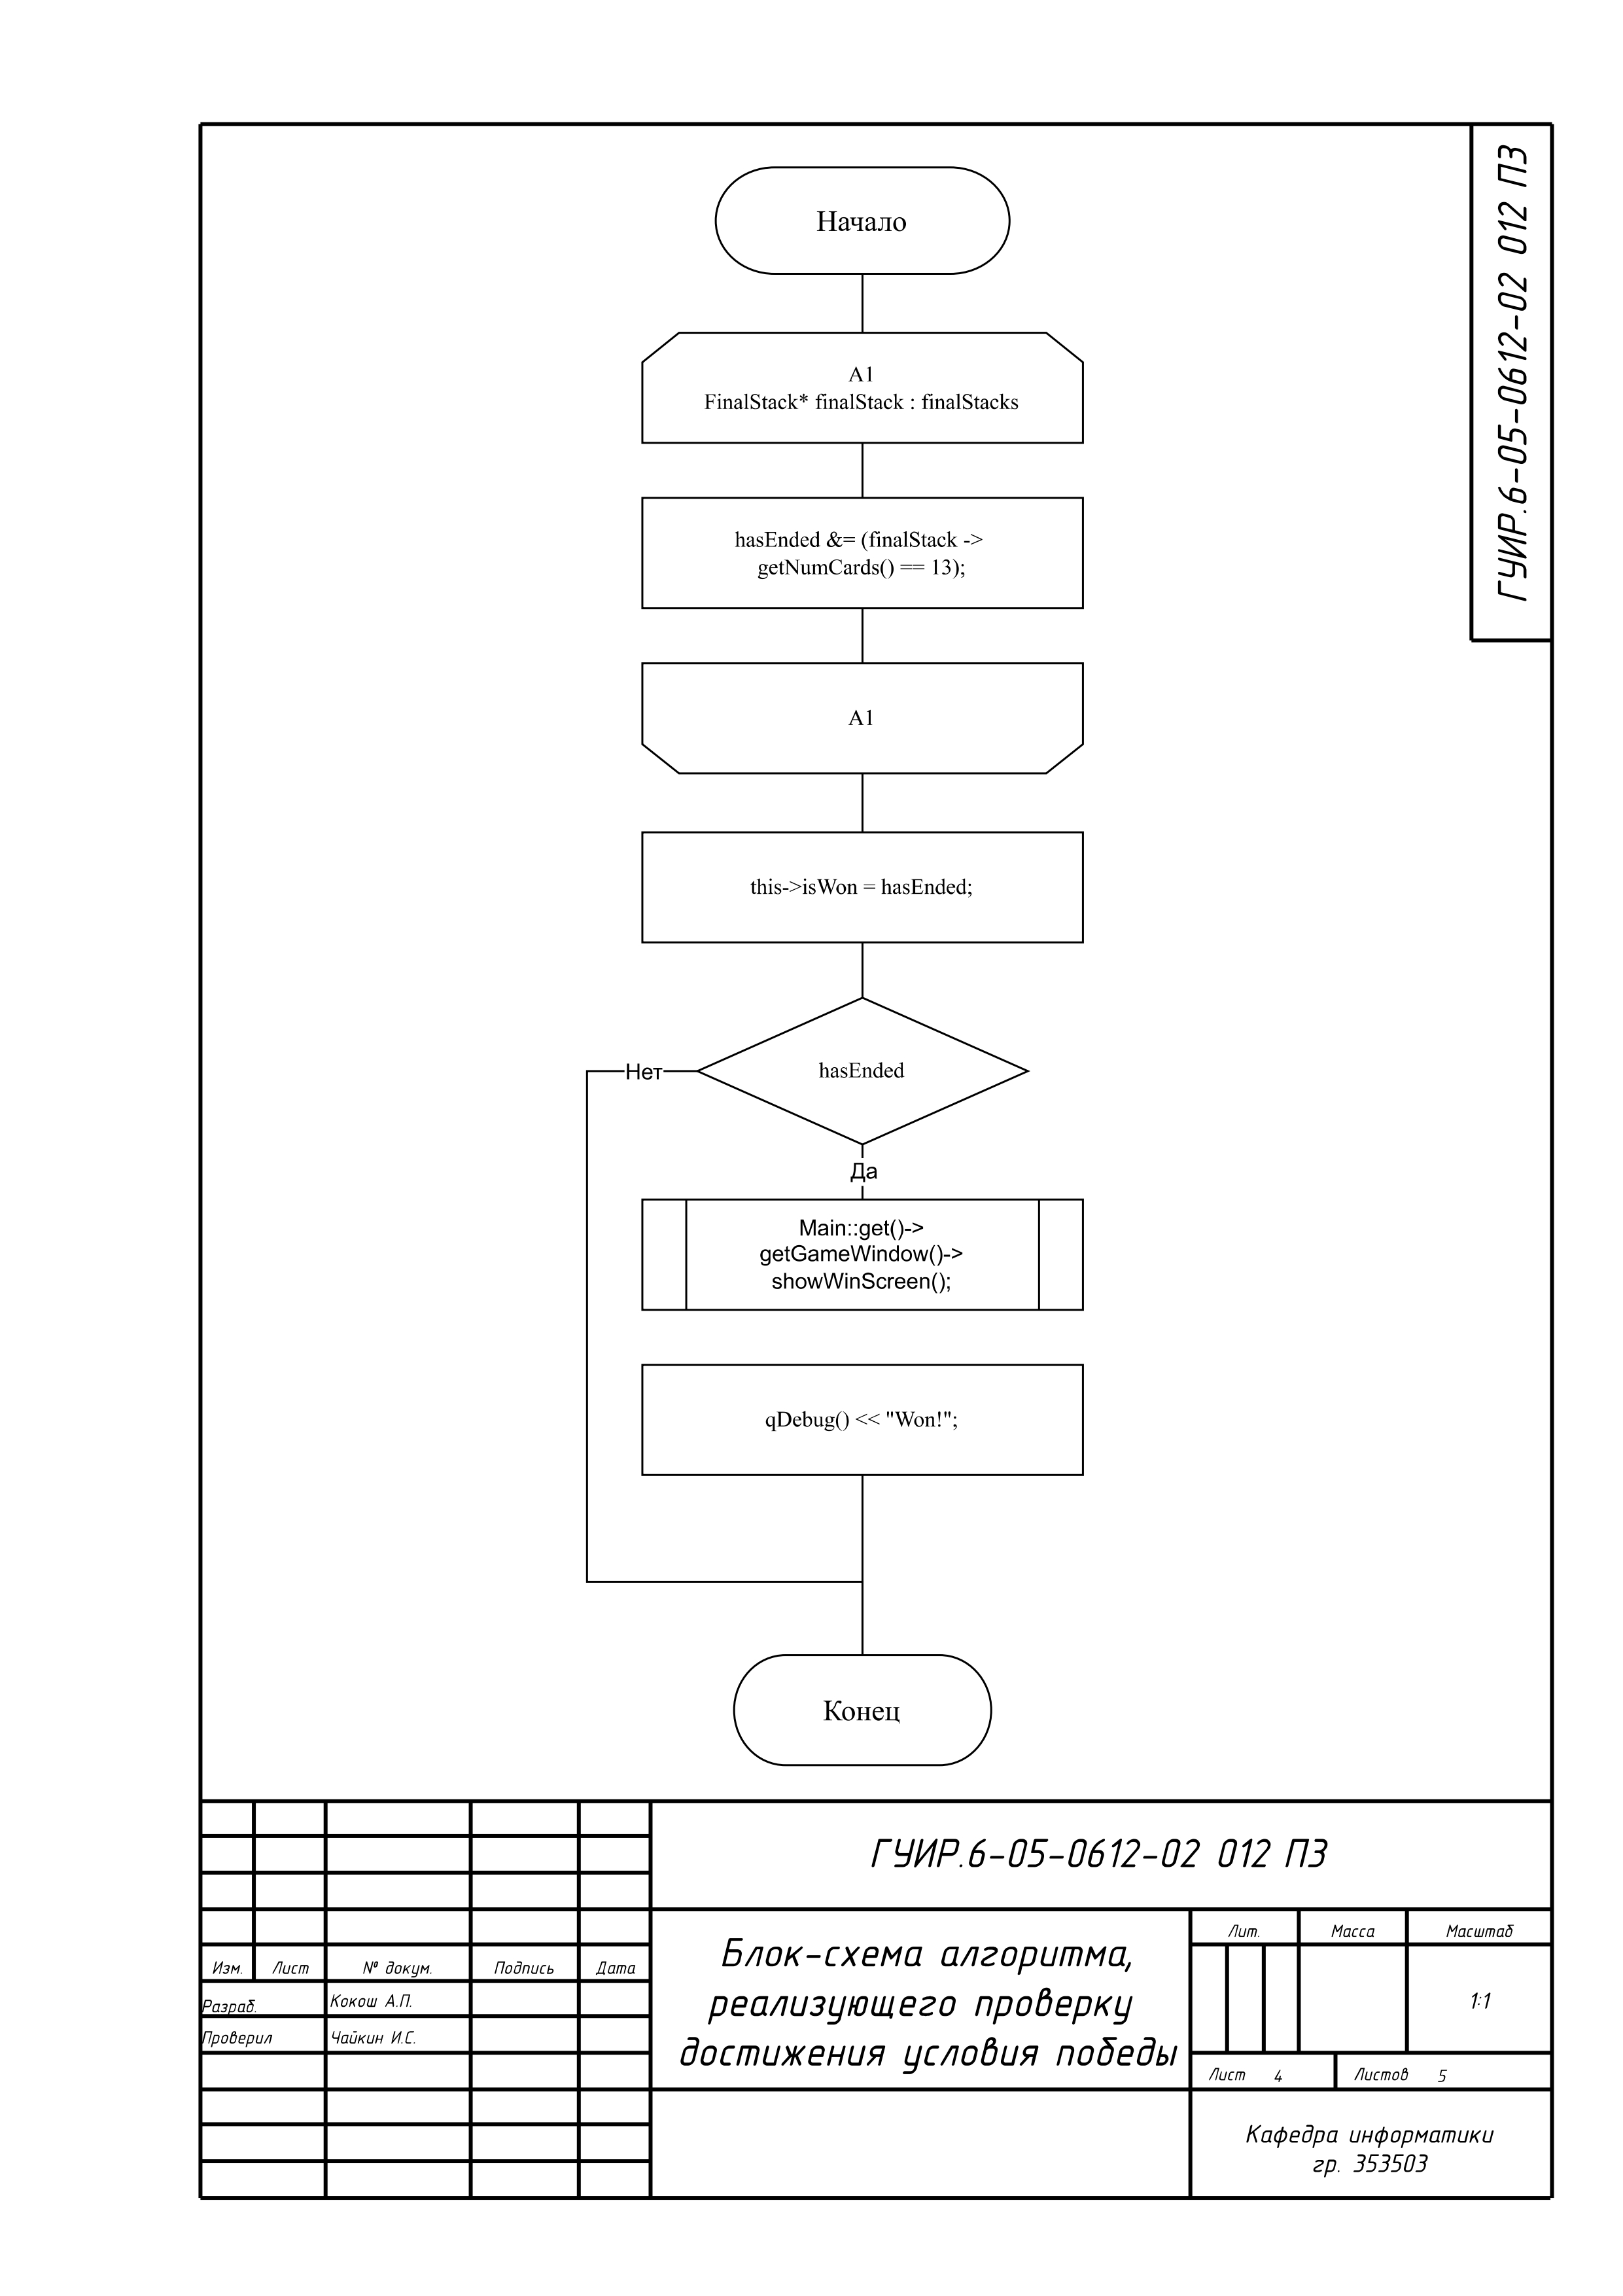 ГУИР.6-05-0612-02 012 ПЗ
Начало
А1
FinalStack* finalStack : finalStacks
hasEnded &= (finalStack ->
getNumCards() == 13);
А1
this->isWon = hasEnded;
hasEnded
Нет
Да
Main::get()->
getGameWindow()->
showWinScreen();
qDebug() << "Won!";
Конец
ГУИР.6-05-0612-02 012 ПЗ
Блок-схема алгоритма,
реализующего проверку
достижения условия победы
Изм. Лист № докум. Подпись Дата
Разраб. Кокош А.П.
Проверил Чайкин И.С.
Лит. Масса Масштаб
1:1
Лист 4 Листов 5
Кафедра информатики
гр. 353503